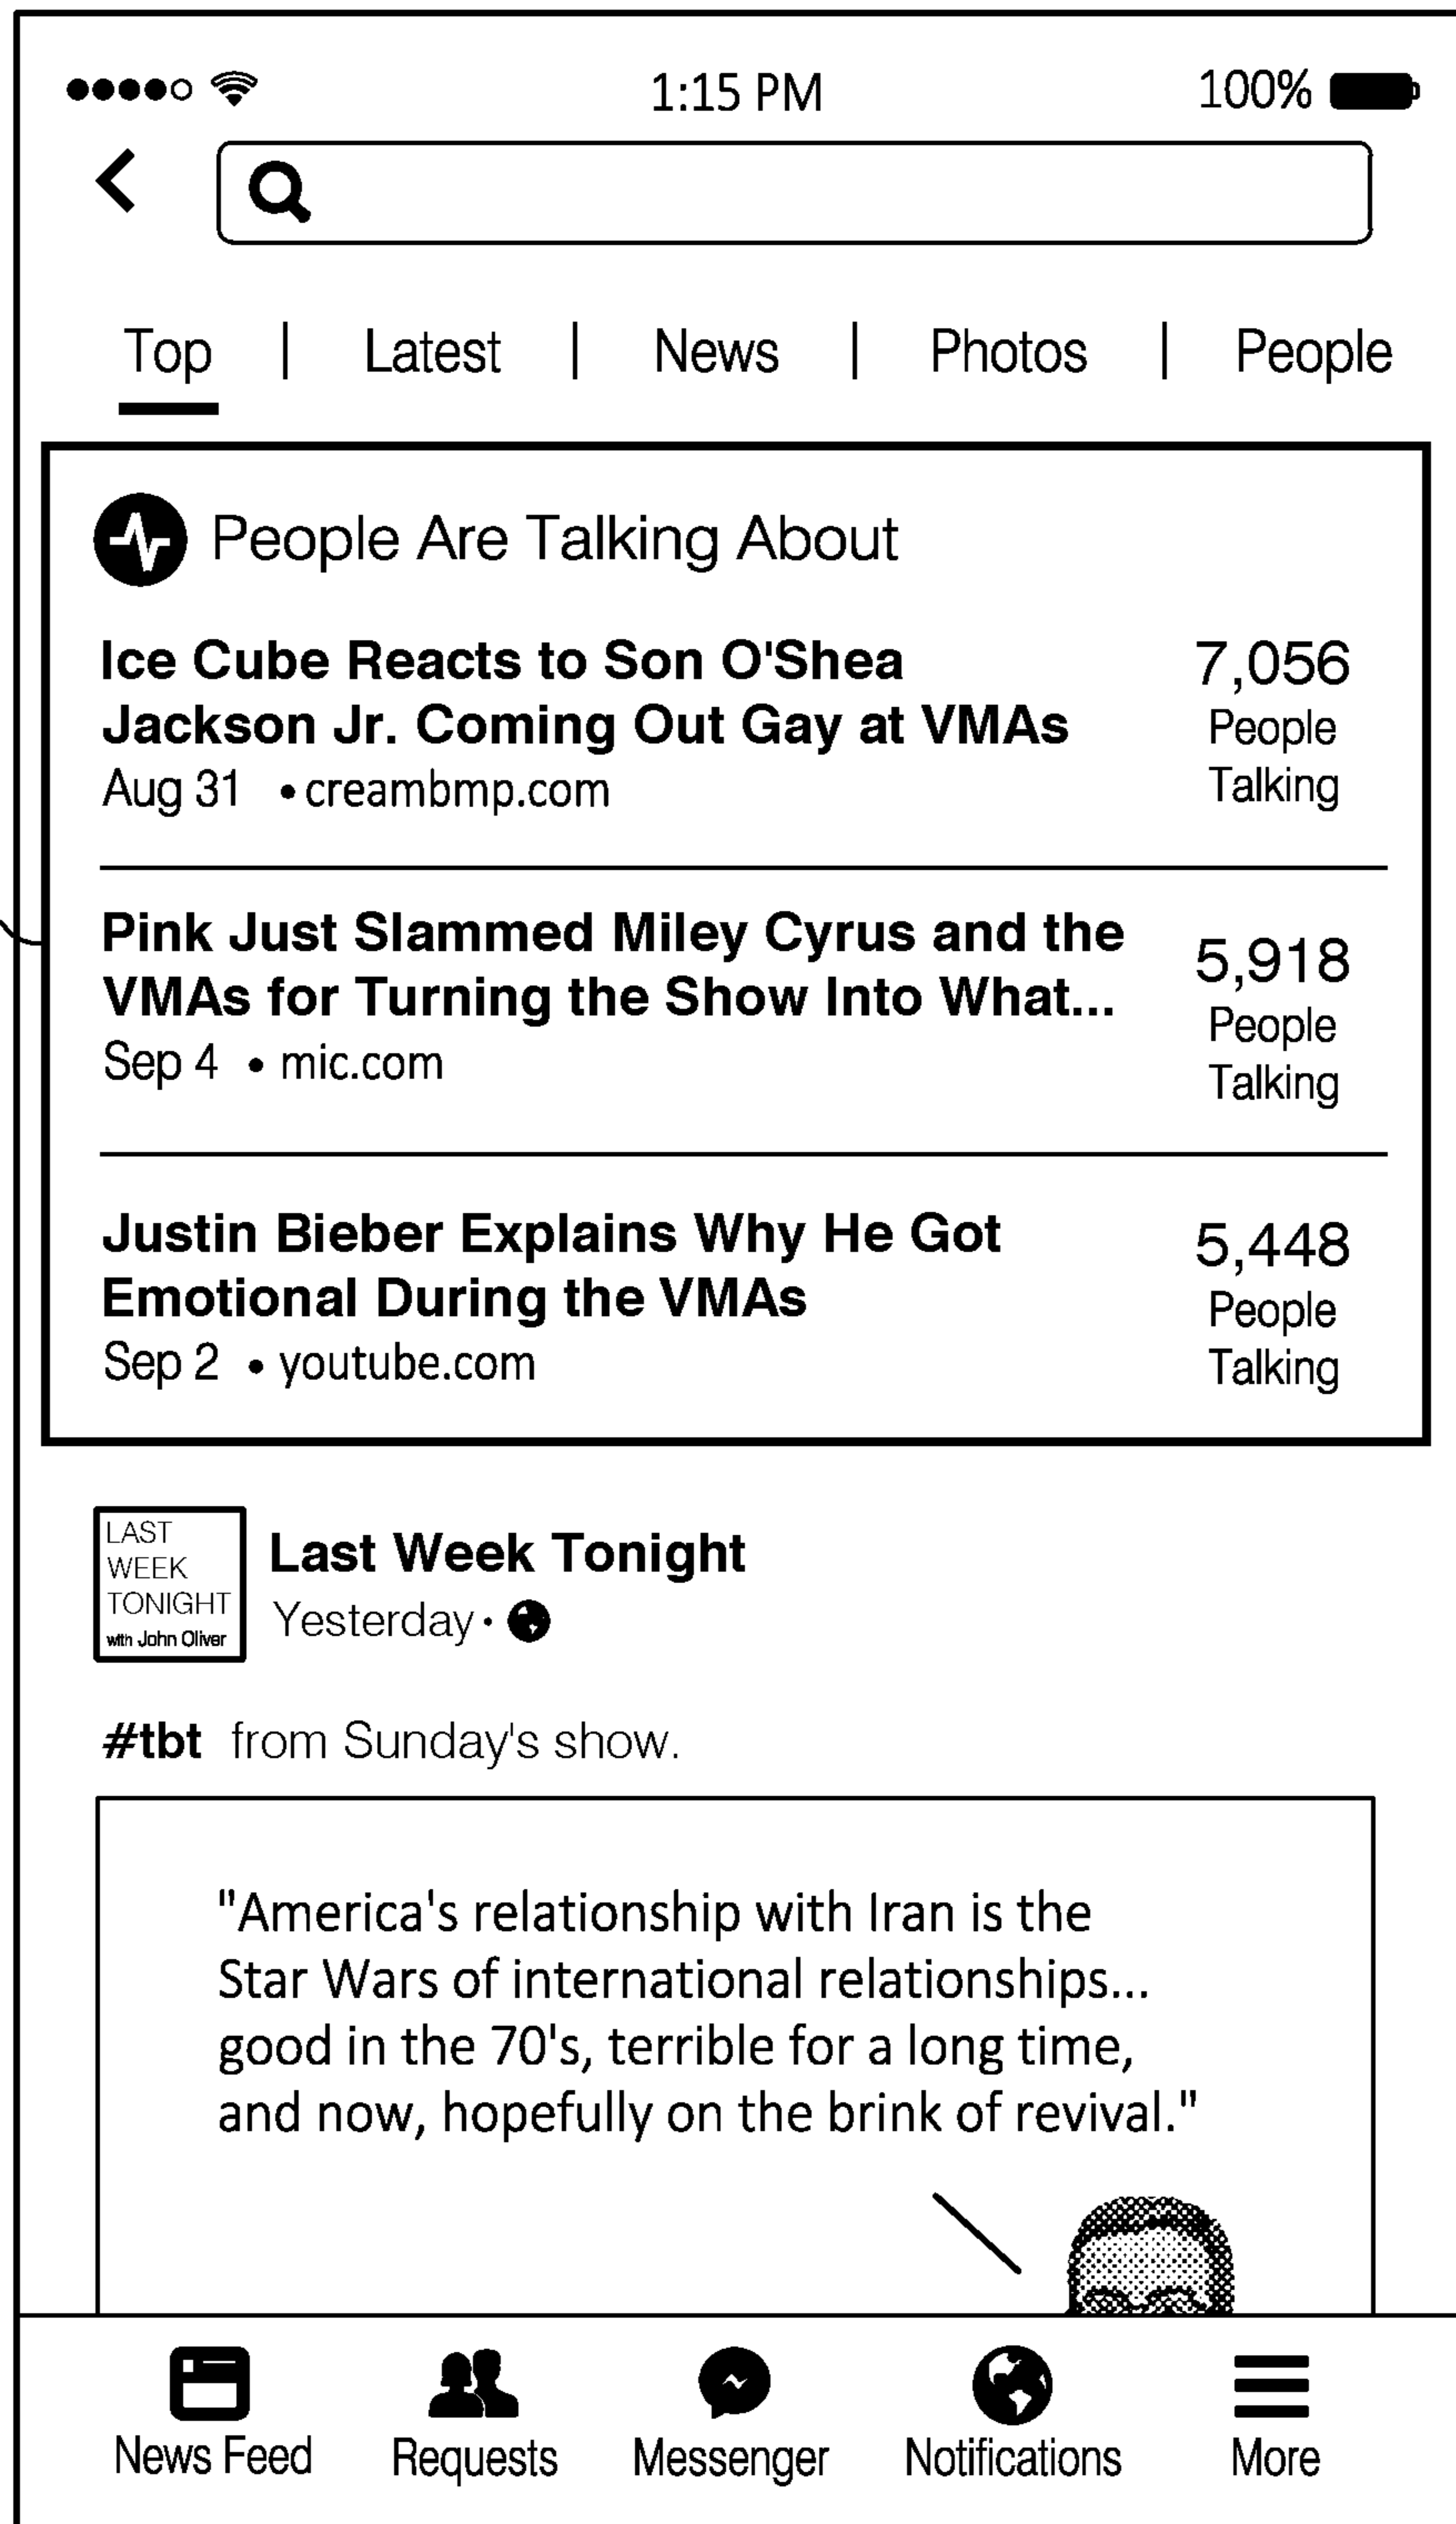 1:15 PM
100%
Top | Latest | News | Photos | People
People Are Talking About
Ice Cube Reacts to Son O'Shea
Jackson Jr. Coming Out Gay at VMAs
Aug 31 • creambmp.com
7,056
People
Talking
Pink Just Slammed Miley Cyrus and the
VMAs for Turning the Show Into What...
Sep 4 • mic.com
5,918
People
Talking
Justin Bieber Explains Why He Got
Emotional During the VMAs
Sep 2 • youtube.com
5,448
People
Talking
LAST
WEEK
TONIGHT
with John Oliver
Last Week Tonight
Yesterday •
#tbt from Sunday's show.
"America's relationship with Iran is the
Star Wars of international relationships...
good in the 70's, terrible for a long time,
and now, hopefully on the brink of revival."
News Feed
Requests
Messenger
Notifications
More